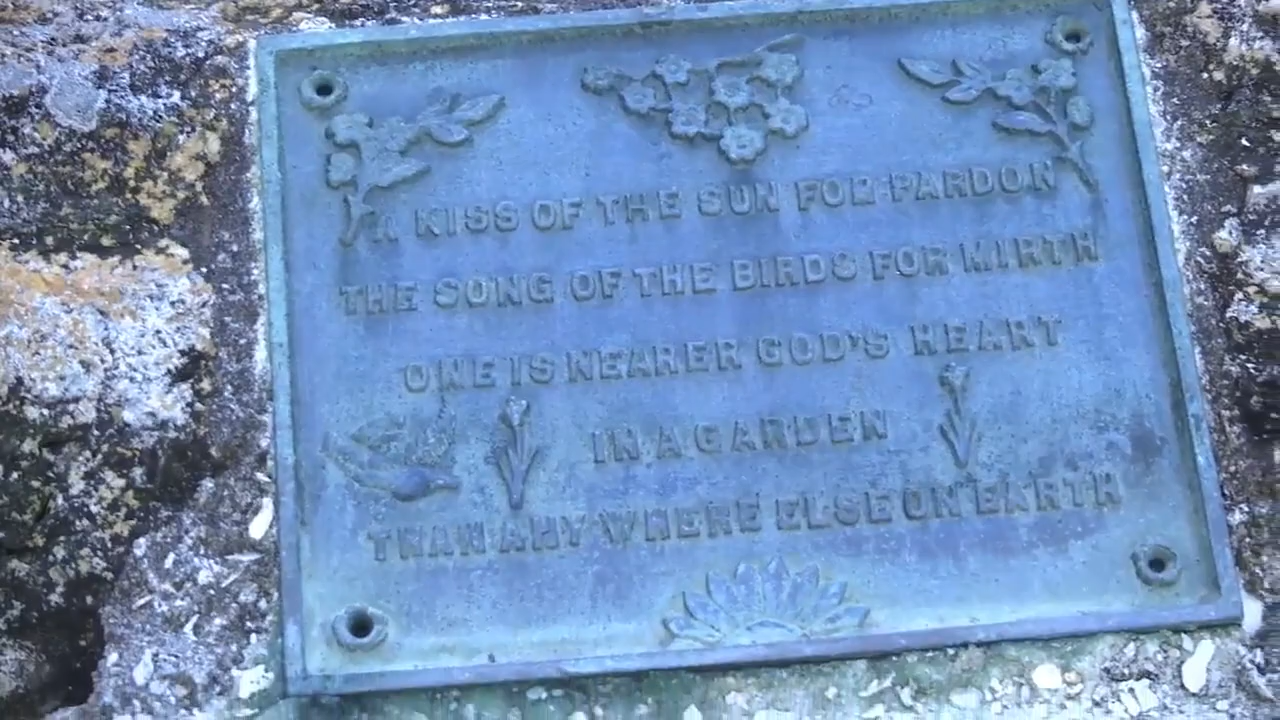 A KISS OF THE SUN FOR PARDON
THE SONG OF THE BIRDS FOR MIRTH
ONE IS NEARER GOD'S HEART
IN A GARDEN
THAN ANY WHERE ELSE ON EARTH